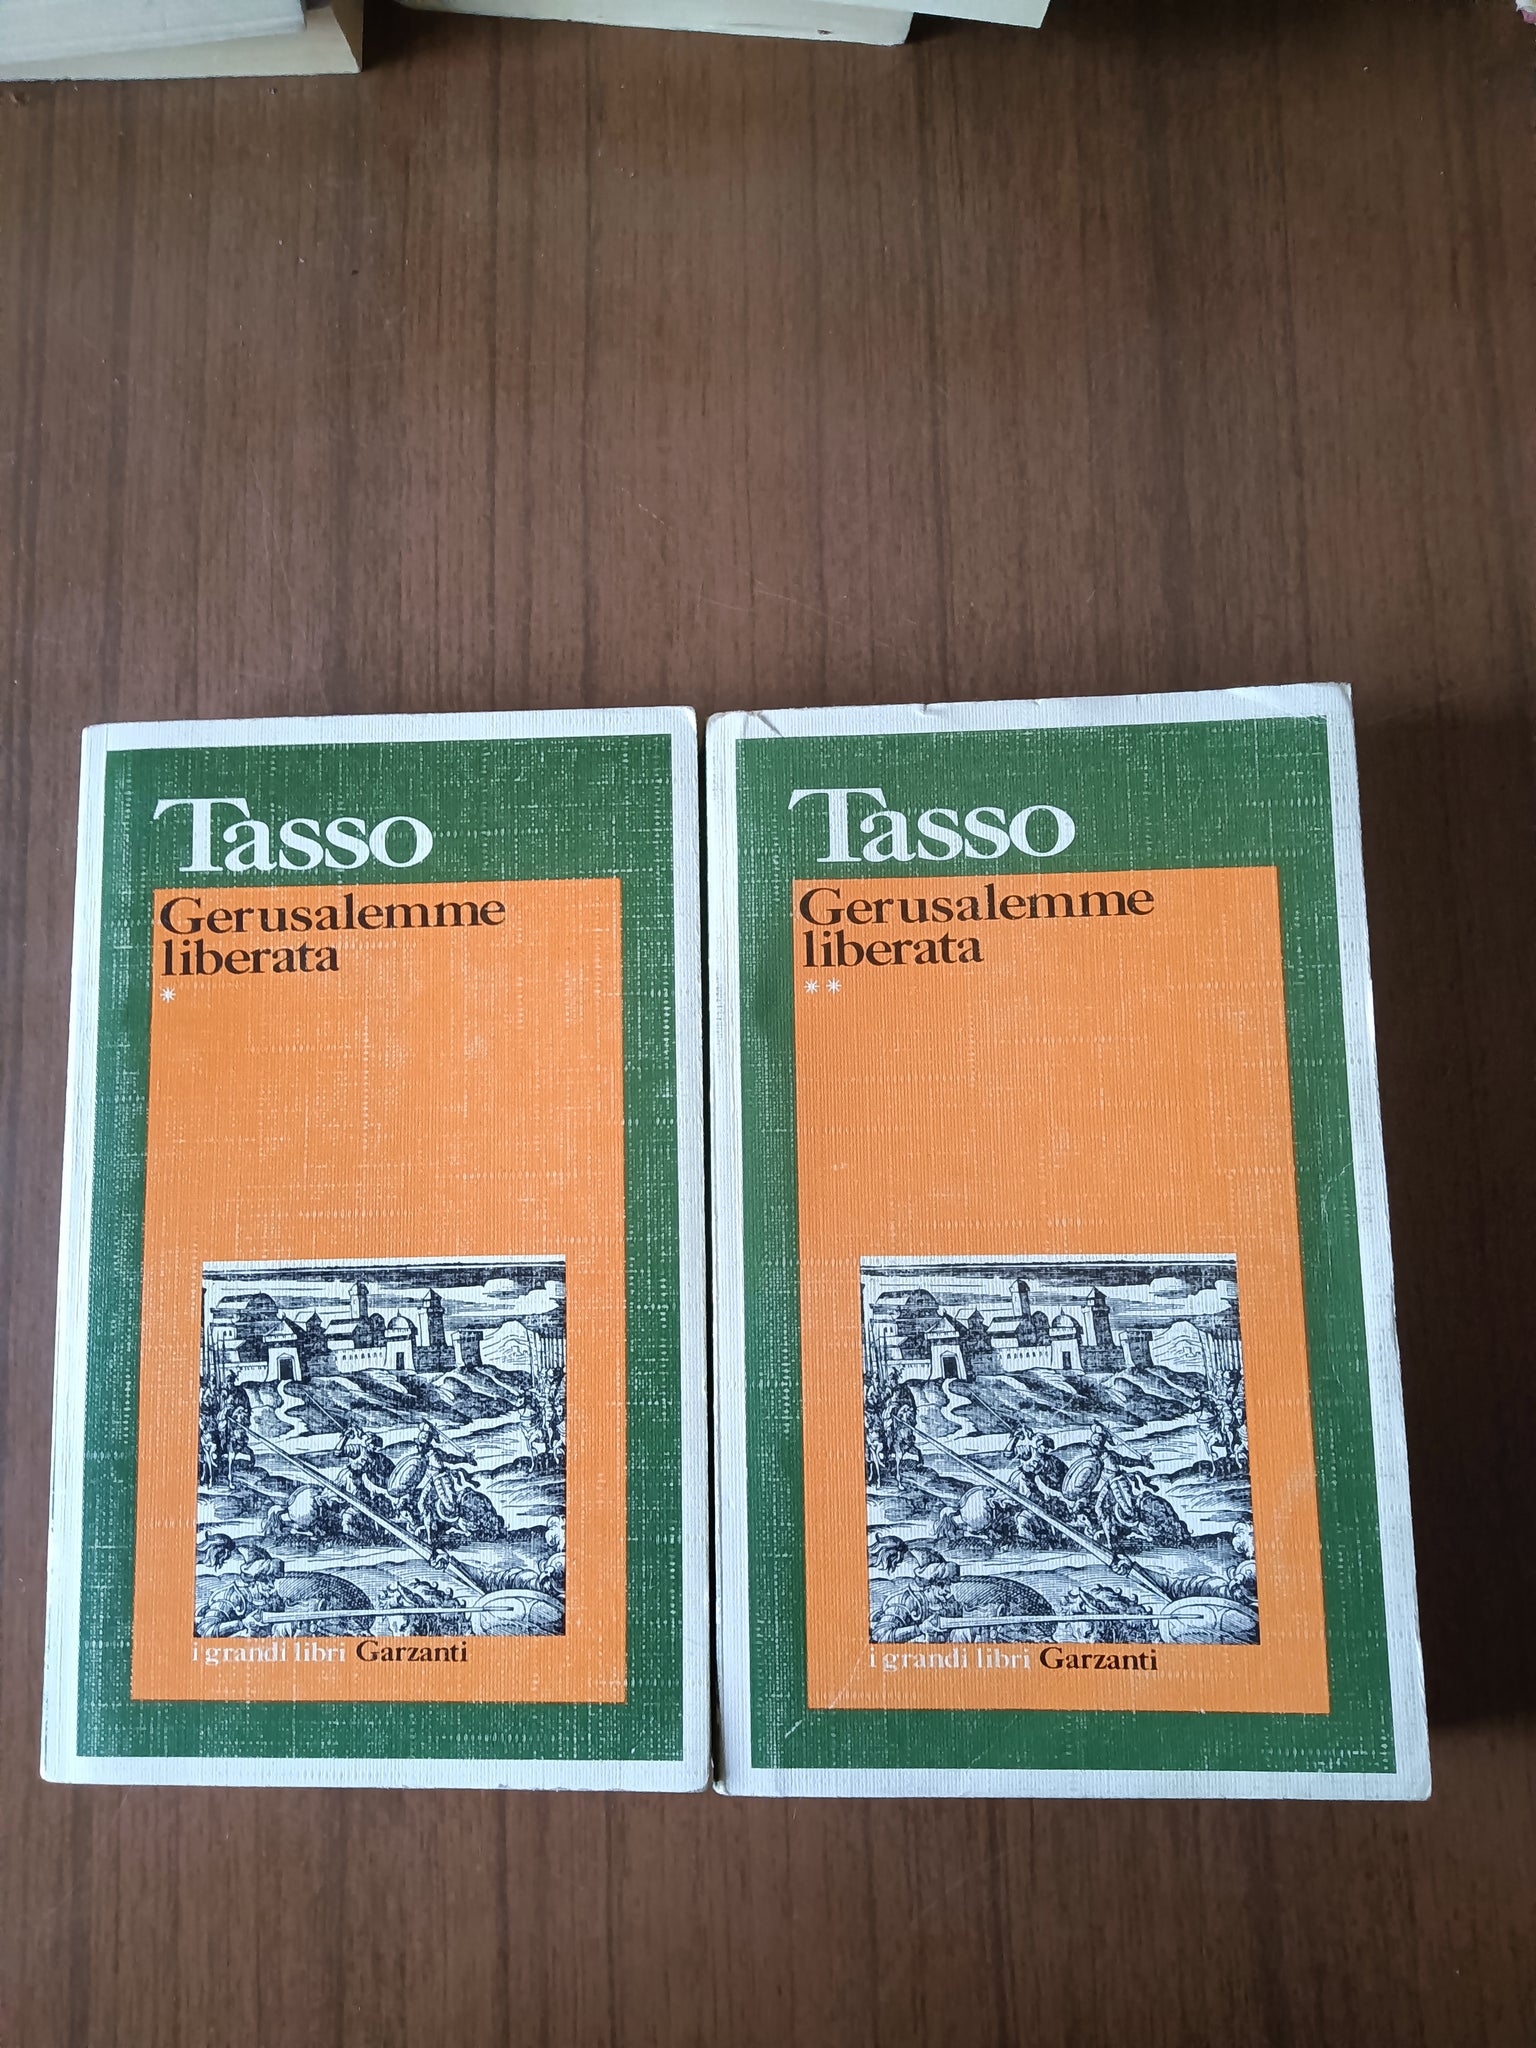 Tasso
Gerusalemme
liberata
*
i grandi libri Garzanti
Tasso
Gerusalemme
liberata
**
i grandi libri Garzanti